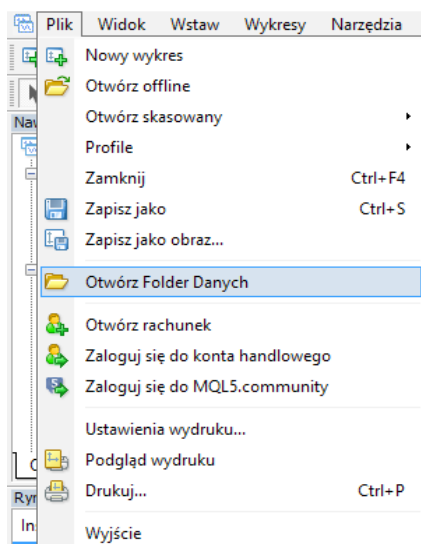 Plik Widok Wstaw Wykresy Narzędzia
Nowy wykres
Otwórz offline
Otwórz skasowany
Profile
Zamknij Ctrl+F4
Zapisz jako Ctrl+S
Zapisz jako obraz...
Otwórz Folder Danych
Otwórz rachunek
Zaloguj się do konta handlowego
Zaloguj się do MQL5.community
Ustawienia wydruku...
Podgląd wydruku
Drukuj... Ctrl+P
Wyjście